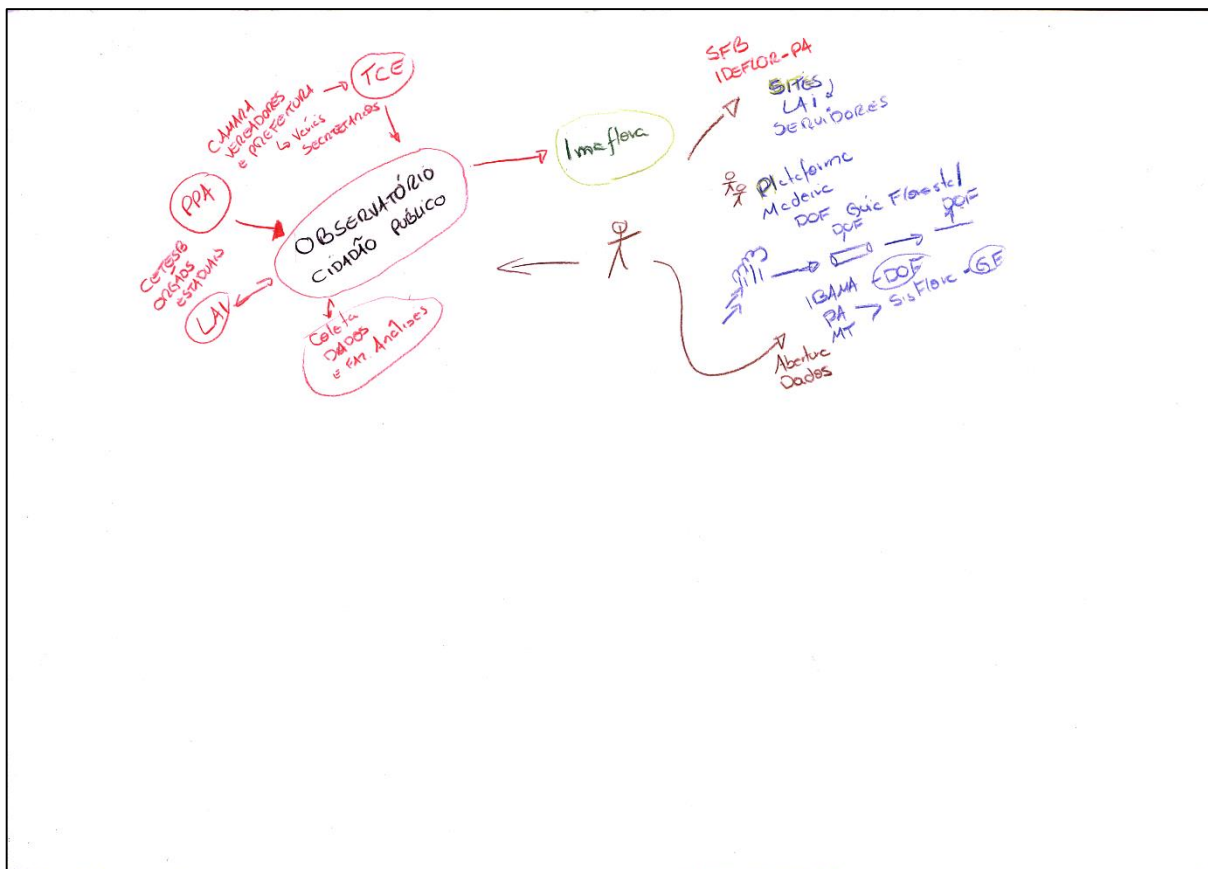 CÂMARA
VEREADORES
e PREFEITURA
↳ Várias
SECRETARIAS
TCE
PPA
CETESB
ORGÃOS
ESTADUAIS
LAI
OBSERVATÓRIO
CIDADÃO PÚBLICO
Coleta
DADOS
e FAZ. Análises
Imaflora
SFB
IDEFLOR-PA
SITES
LAI
SERVIDORES
Plataforma
Madeira
DOF Guia Florestal
DOF
DOF
IBAMA - DOF
PA
MT
SisFlora - GF
Abertura
Dados